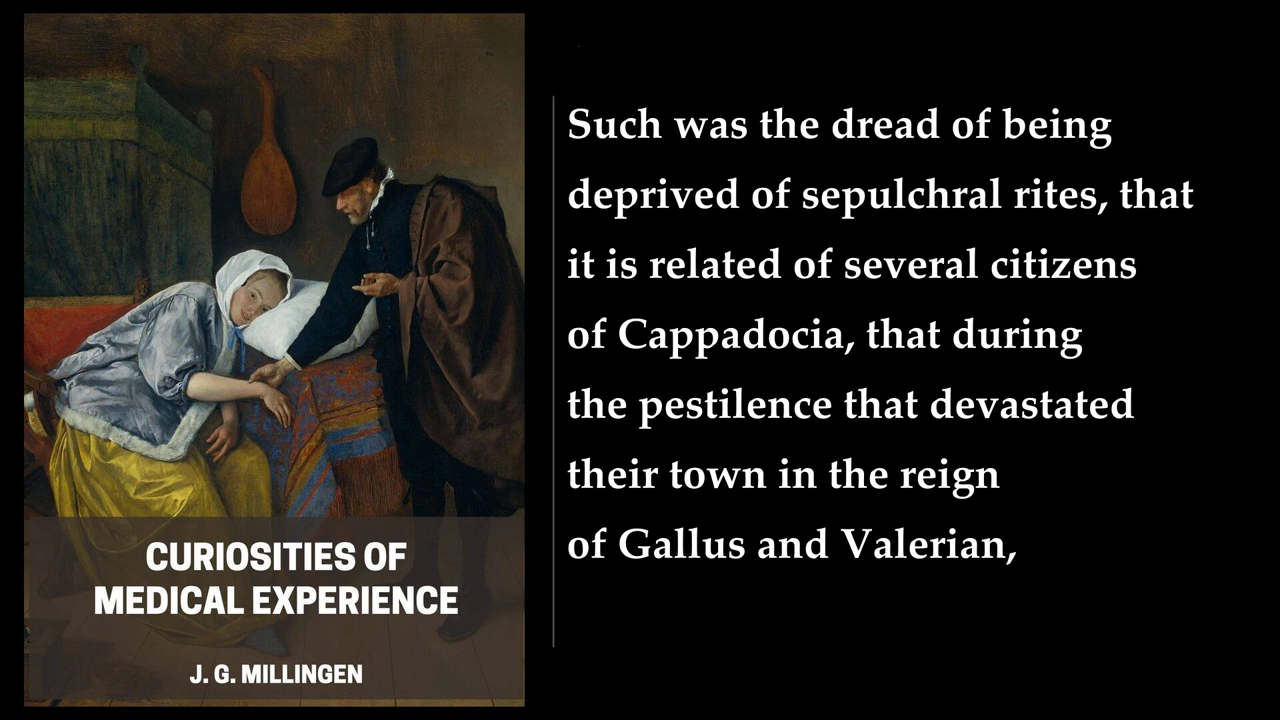 CURIOSITIES OF
MEDICAL EXPERIENCE
J. G. MILLINGEN
Such was the dread of being
deprived of sepulchral rites, that
it is related of several citizens
of Cappadocia, that during
the pestilence that devastated
their town in the reign
of Gallus and Valerian,